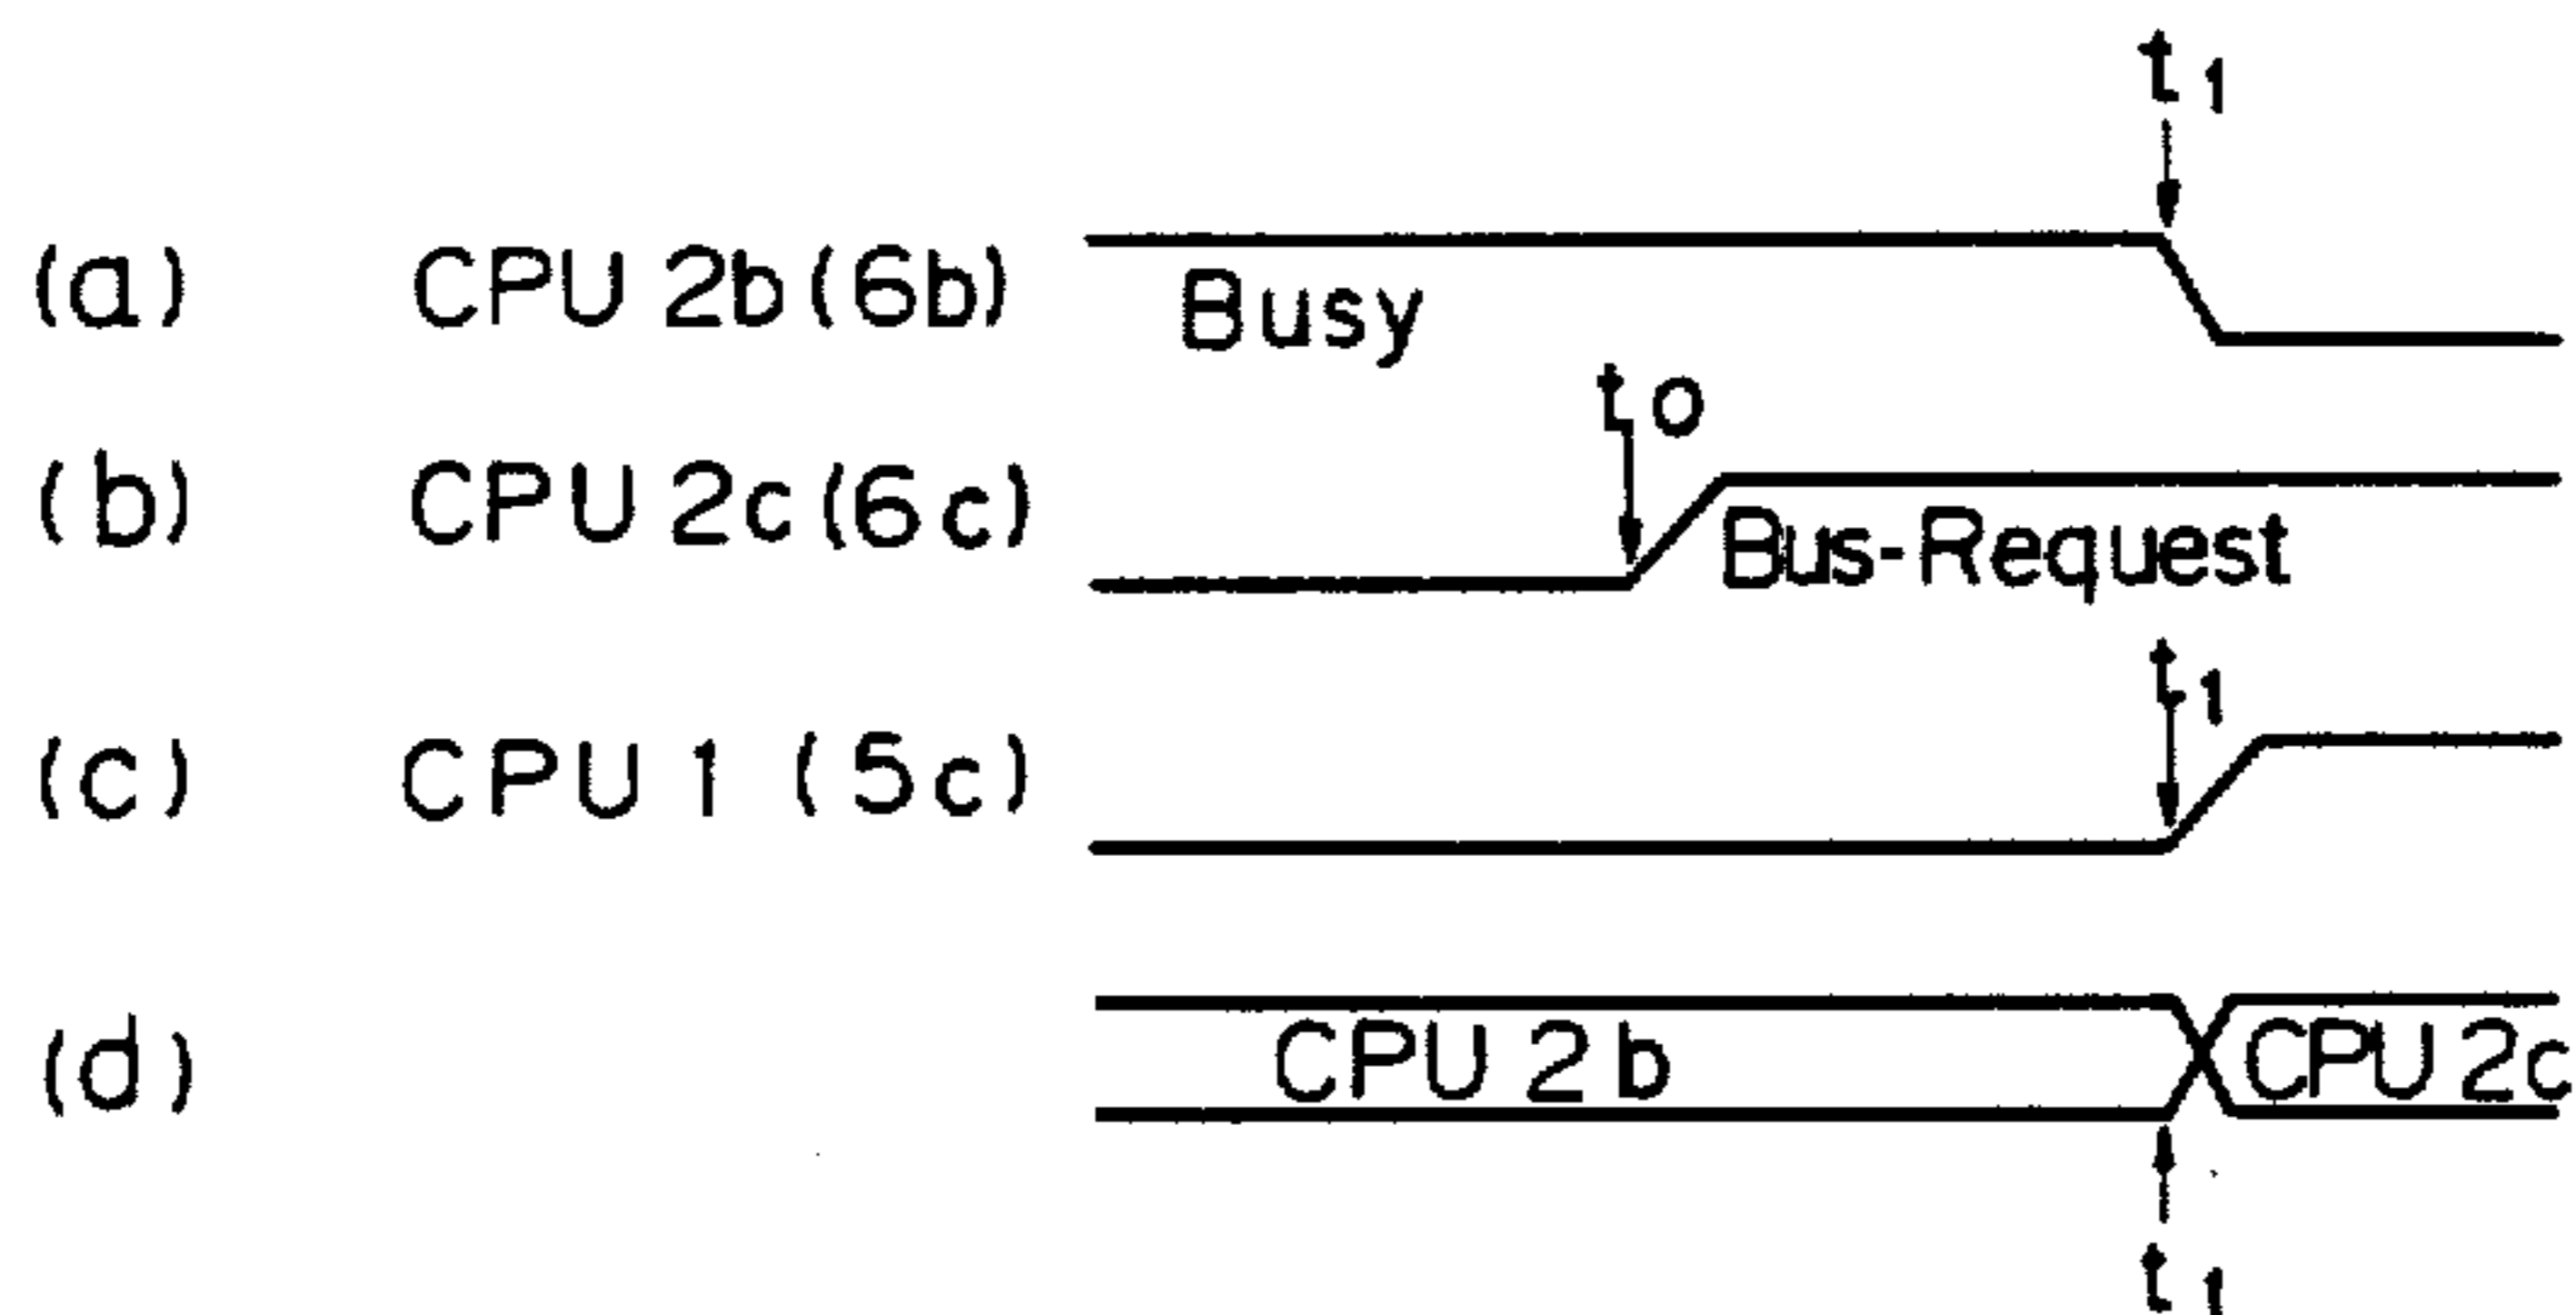 t1
(a) CPU 2b (6b) Busy
to
(b) CPU 2c (6c) Bus-Request
t1
(c) CPU 1 (5c)
(d) CPU 2b CPU 2c
t1